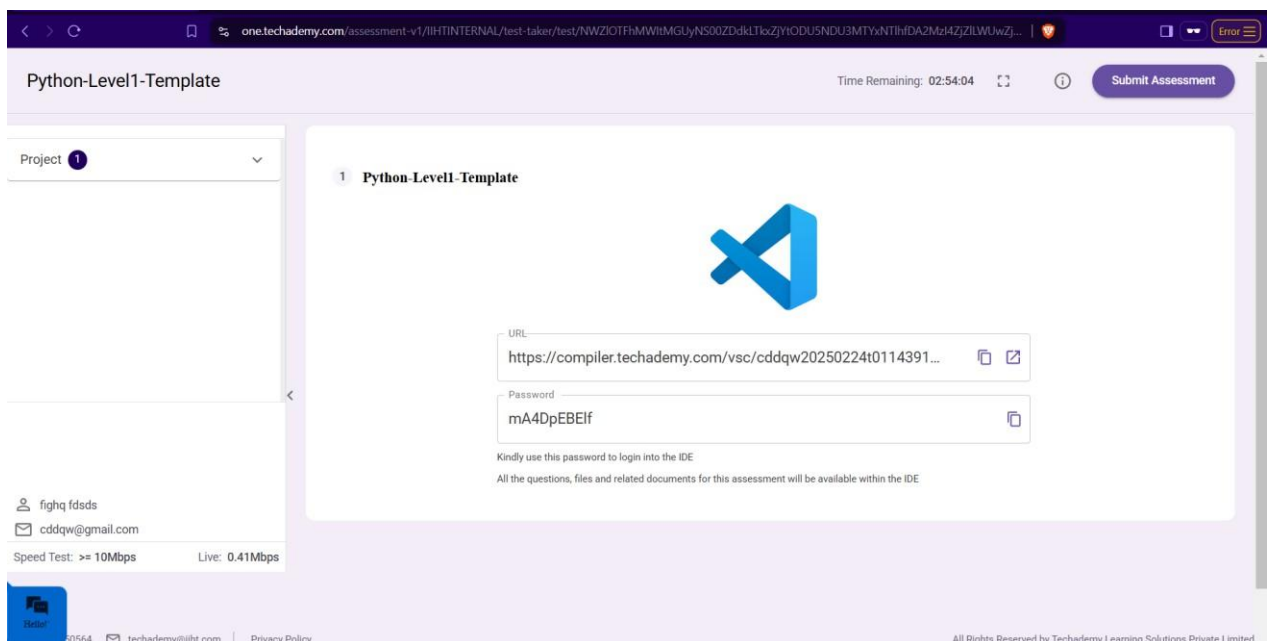 one.techademy.com/assessment-v1/IIHTINTERNAL/test-taker/test/
Error
Python-Level1-Template
Time Remaining: 02:54:04
Submit Assessment
Project 1
1 Python-Level1-Template
URL
https://compiler.techademy.com/vsc/cddqw20250224t0114391...
Password
mA4DpEBElf
Kindly use this password to login into the IDE
All the questions, files and related documents for this assessment will be available within the IDE
fighq fdsds
cddqw@gmail.com
Speed Test: >= 10Mbps Live: 0.41Mbps
Hello!
50564 techademy@iiht.com | Privacy Policy
All Rights Reserved by Techademy Learning Solutions Private Limited